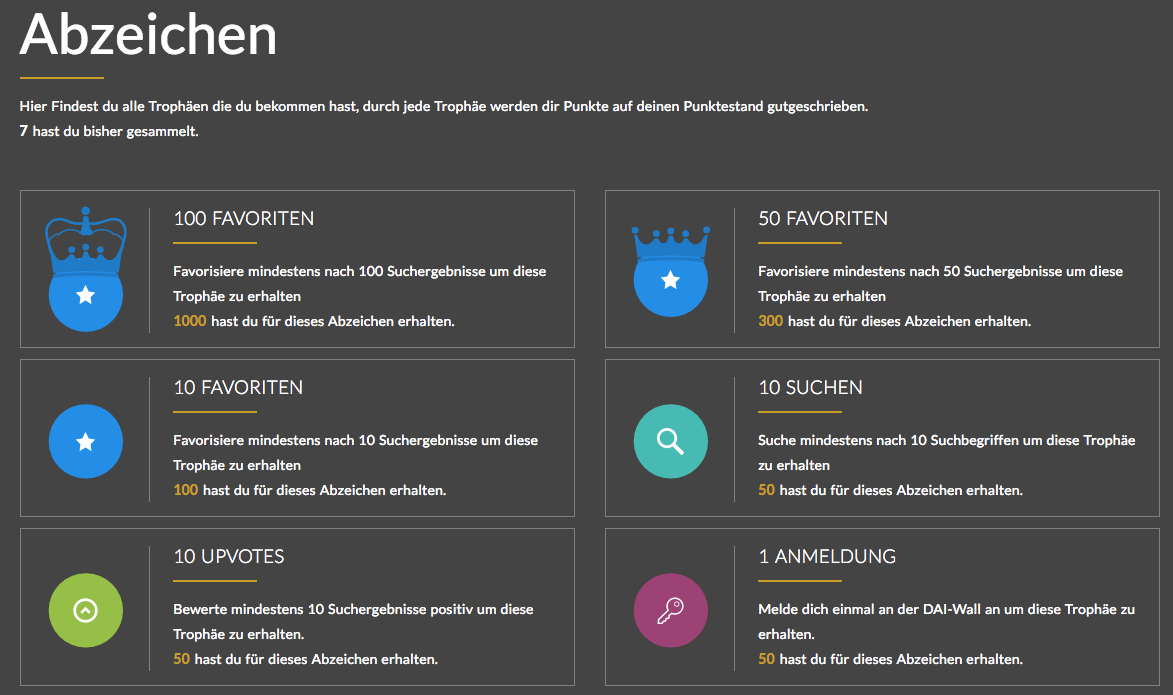 Abzeichen
Hier Findest du alle Trophäen die du bekommen hast, durch jede Trophäe werden dir Punkte auf deinen Punktestand gutgeschrieben.
7 hast du bisher gesammelt.
100 FAVORITEN
Favorisiere mindestens nach 100 Suchergebnisse um diese
Trophäe zu erhalten
1000 hast du für dieses Abzeichen erhalten.
50 FAVORITEN
Favorisiere mindestens nach 50 Suchergebnisse um diese
Trophäe zu erhalten
300 hast du für dieses Abzeichen erhalten.
10 FAVORITEN
Favorisiere mindestens nach 10 Suchergebnisse um diese
Trophäe zu erhalten
100 hast du für dieses Abzeichen erhalten.
10 SUCHEN
Suche mindestens nach 10 Suchbegriffen um diese Trophäe
zu erhalten
50 hast du für dieses Abzeichen erhalten.
10 UPVOTES
Bewerte mindestens 10 Suchergebnisse positiv um diese
Trophäe zu erhalten.
50 hast du für dieses Abzeichen erhalten.
1 ANMELDUNG
Melde dich einmal an der DAI-Wall an um diese Trophäe zu
erhalten.
50 hast du für dieses Abzeichen erhalten.